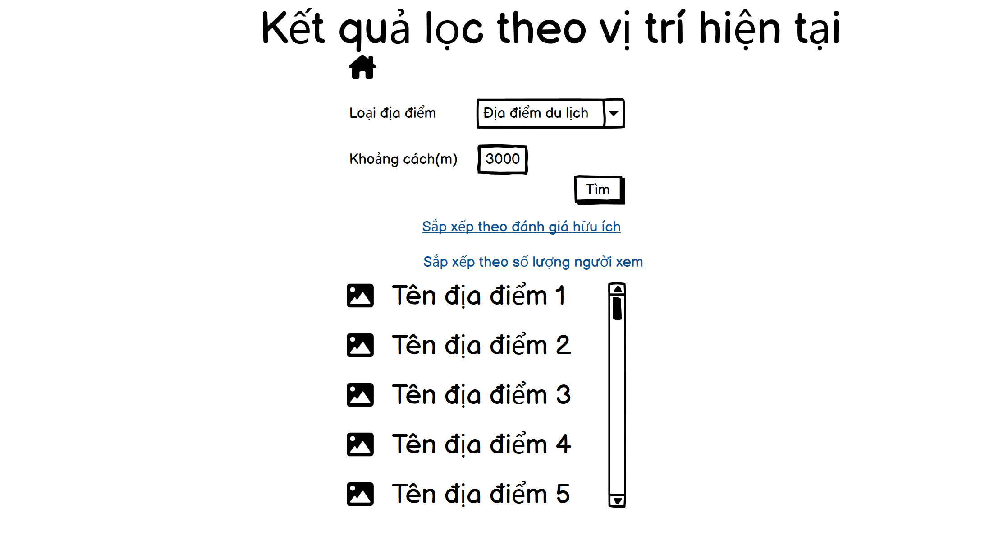 Kết quả lọc theo vị trí hiện tại
Loại địa điểm
Địa điểm du lịch
Khoảng cách(m)
3000
Tìm
Sắp xếp theo đánh giá hữu ích
Sắp xếp theo số lượng người xem
Tên địa điểm 1
Tên địa điểm 2
Tên địa điểm 3
Tên địa điểm 4
Tên địa điểm 5